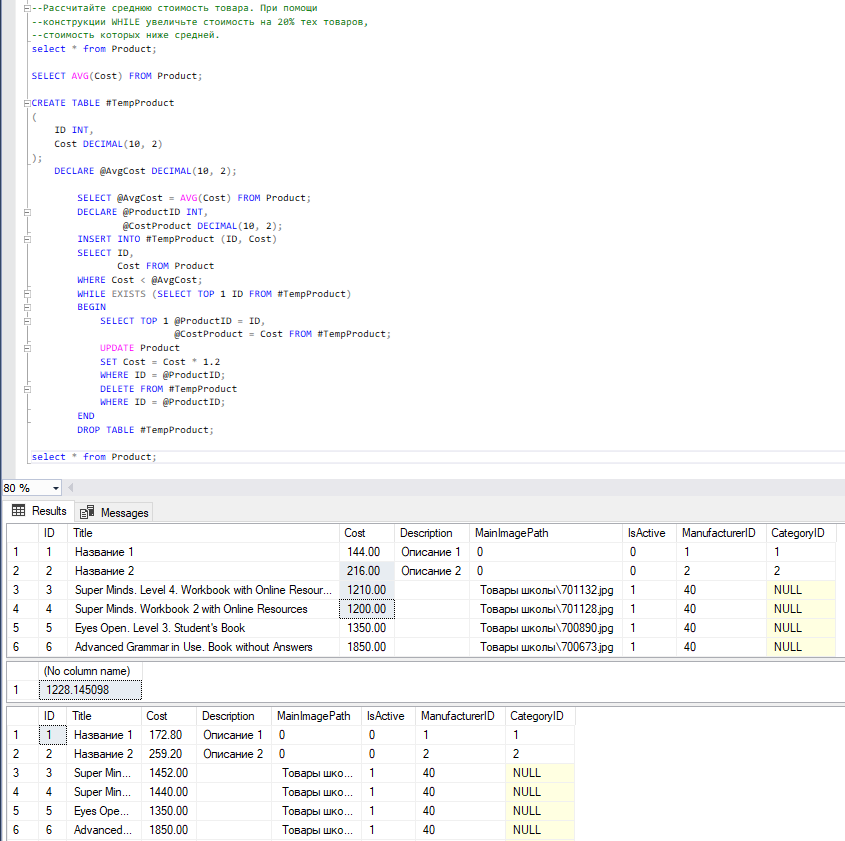 --Рассчитайте среднюю стоимость товара. При помощи
--конструкции WHILE увеличьте стоимость на 20% тех товаров,
--стоимость которых ниже средней.
select * from Product;
SELECT AVG(Cost) FROM Product;
CREATE TABLE #TempProduct
(
ID INT,
Cost DECIMAL(10, 2)
);
DECLARE @AvgCost DECIMAL(10, 2);
SELECT @AvgCost = AVG(Cost) FROM Product;
DECLARE @ProductID INT,
@CostProduct DECIMAL(10, 2);
INSERT INTO #TempProduct (ID, Cost)
SELECT ID,
Cost FROM Product
WHERE Cost < @AvgCost;
WHILE EXISTS (SELECT TOP 1 ID FROM #TempProduct)
BEGIN
SELECT TOP 1 @ProductID = ID,
@CostProduct = Cost FROM #TempProduct;
UPDATE Product
SET Cost = Cost * 1.2
WHERE ID = @ProductID;
DELETE FROM #TempProduct
WHERE ID = @ProductID;
END
DROP TABLE #TempProduct;
select * from Product;
80 %
Results Messages
ID Title Cost Description MainImagePath IsActive ManufacturerID CategoryID
1 1 Название 1 144.00 Описание 1 0 0 1 1
2 2 Название 2 216.00 Описание 2 0 0 2 2
3 3 Super Minds. Level 4. Workbook with Online Resour... 1210.00 Товары школы\701132.jpg 1 40 NULL
4 4 Super Minds. Workbook 2 with Online Resources 1200.00 Товары школы\701128.jpg 1 40 NULL
5 5 Eyes Open. Level 3. Student's Book 1350.00 Товары школы\700890.jpg 1 40 NULL
6 6 Advanced Grammar in Use. Book without Answers 1850.00 Товары школы\700673.jpg 1 40 NULL
(No column name)
1 1228.145098
ID Title Cost Description MainImagePath IsActive ManufacturerID CategoryID
1 1 Название 1 172.80 Описание 1 0 0 1 1
2 2 Название 2 259.20 Описание 2 0 0 2 2
3 3 Super Min... 1452.00 Товары шко... 1 40 NULL
4 4 Super Min... 1440.00 Товары шко... 1 40 NULL
5 5 Eyes Ope... 1350.00 Товары шко... 1 40 NULL
6 6 Advanced... 1850.00 Товары шко... 1 40 NULL